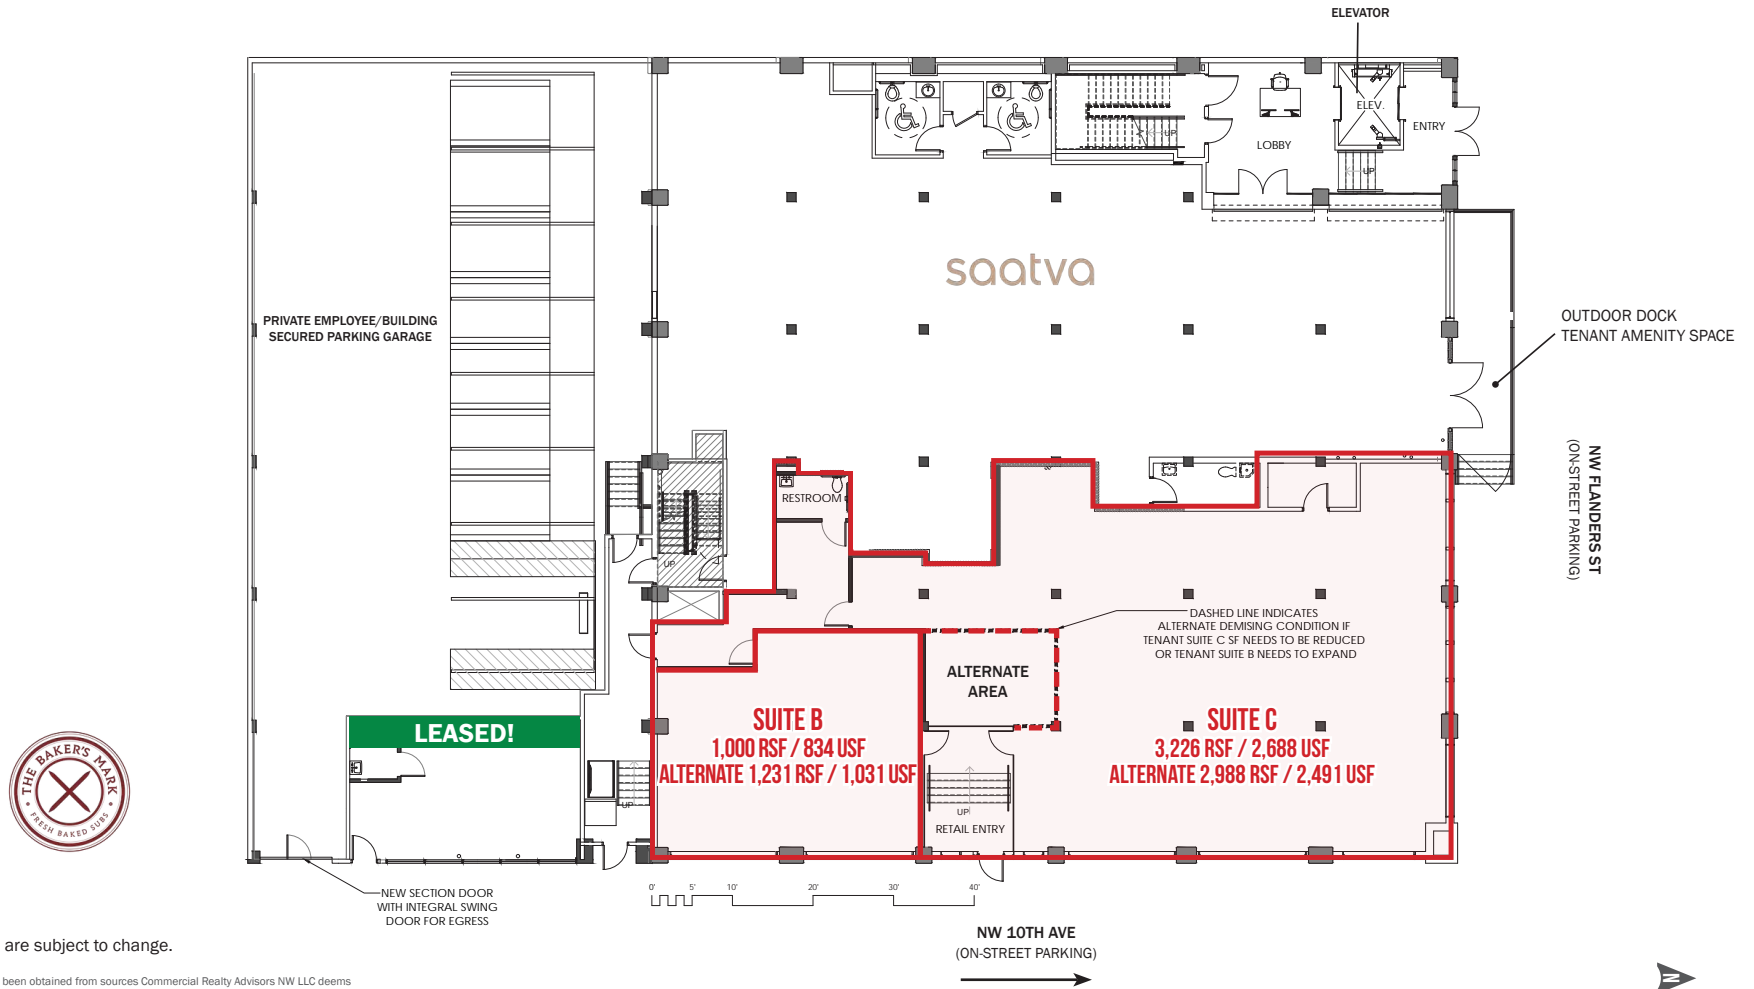 ELEVATOR
ELEV.
ENTRY
LOBBY
UP
UP
saatva
PRIVATE EMPLOYEE/BUILDING
SECURED PARKING GARAGE
OUTDOOR DOCK
TENANT AMENITY SPACE
NW FLANDERS ST
(ON-STREET PARKING)
RESTROOM
UP
DASHED LINE INDICATES
ALTERNATE DEMISING CONDITION IF
TENANT SUITE C SF NEEDS TO BE REDUCED
OR TENANT SUITE B NEEDS TO EXPAND
ALTERNATE
AREA
SUITE B
1,000 RSF / 834 USF
ALTERNATE 1,231 RSF / 1,031 USF
SUITE C
3,226 RSF / 2,688 USF
ALTERNATE 2,988 RSF / 2,491 USF
LEASED!
THE BAKER'S MARK
FRESH BAKED SUBS
UP
UP
RETAIL ENTRY
NEW SECTION DOOR
WITH INTEGRAL SWING
DOOR FOR EGRESS
0' 5' 10' 20' 30' 40'
NW 10TH AVE
(ON-STREET PARKING)
are subject to change.
been obtained from sources Commercial Realty Advisors NW LLC deems
N